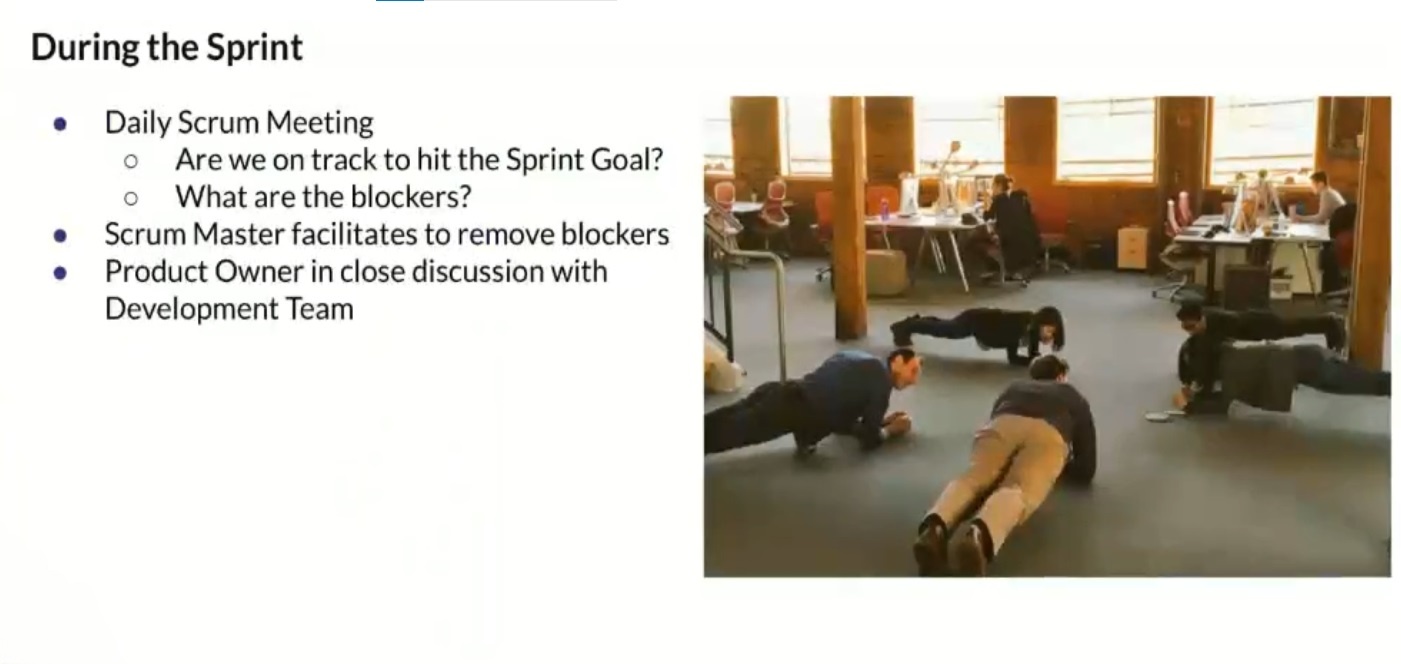 During the Sprint
● Daily Scrum Meeting
○ Are we on track to hit the Sprint Goal?
○ What are the blockers?
● Scrum Master facilitates to remove blockers
● Product Owner in close discussion with
Development Team